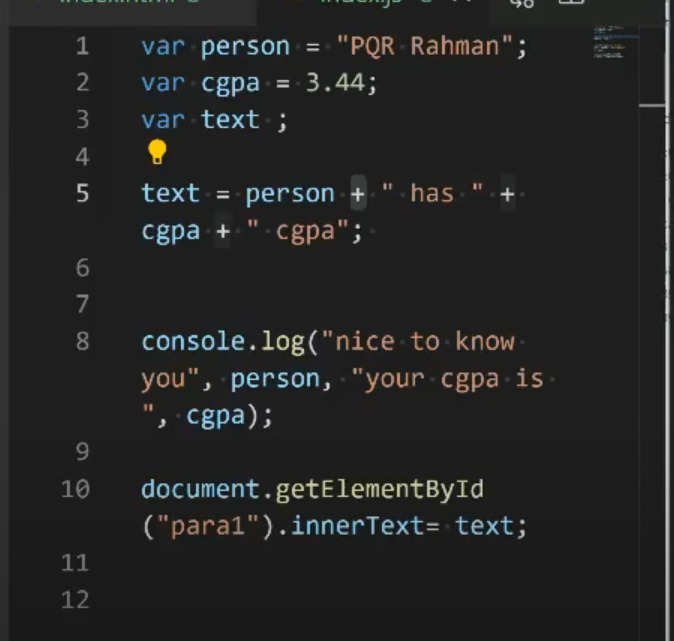 index.js
1 var person = "PQR Rahman";
2 var cgpa = 3.44;
3 var text ;
4
5 text = person + " has " +
cgpa + " cgpa";
6
7
8 console.log("nice to know
you", person, "your cgpa is
", cgpa);
9
10 document.getElementById
("para1").innerText= text;
11
12